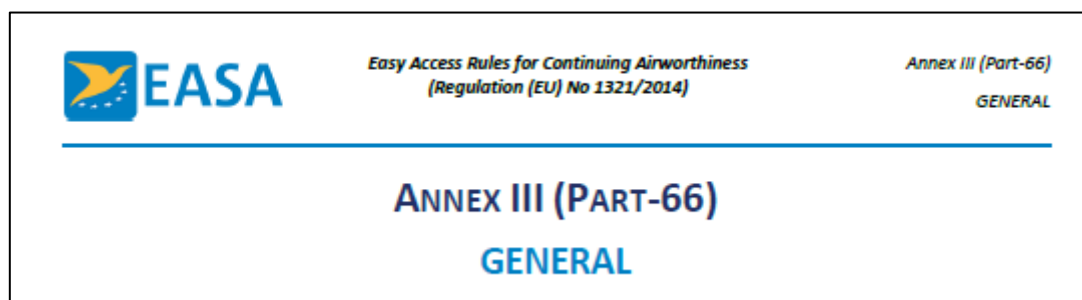 EASA
Easy Access Rules for Continuing Airworthiness
(Regulation (EU) No 1321/2014)
Annex III (Part-66)
GENERAL
ANNEX III (PART-66)
GENERAL